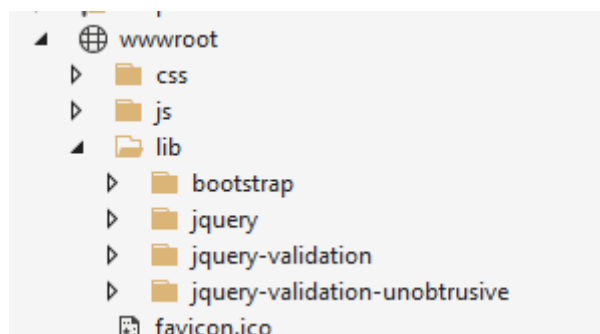 wwwroot
css
js
lib
bootstrap
jquery
jquery-validation
jquery-validation-unobtrusive
favicon.ico